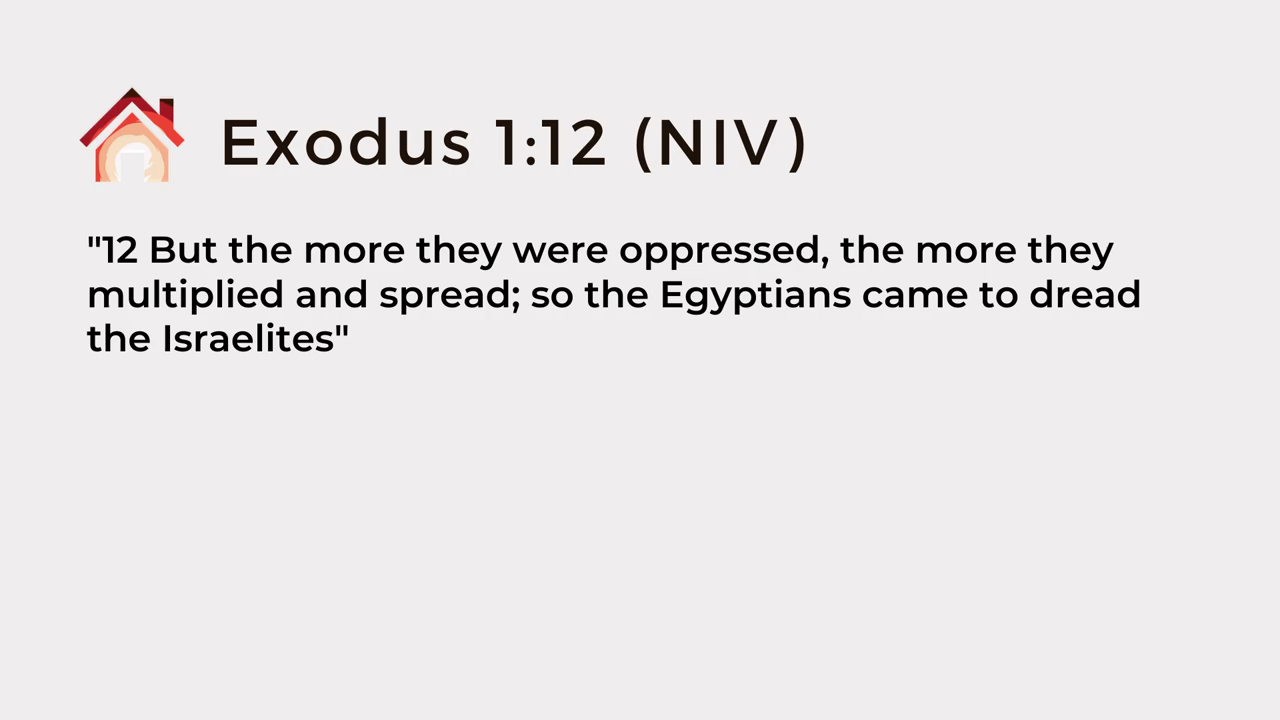 Exodus 1:12 (NIV)
"12 But the more they were oppressed, the more they
multiplied and spread; so the Egyptians came to dread
the Israelites"